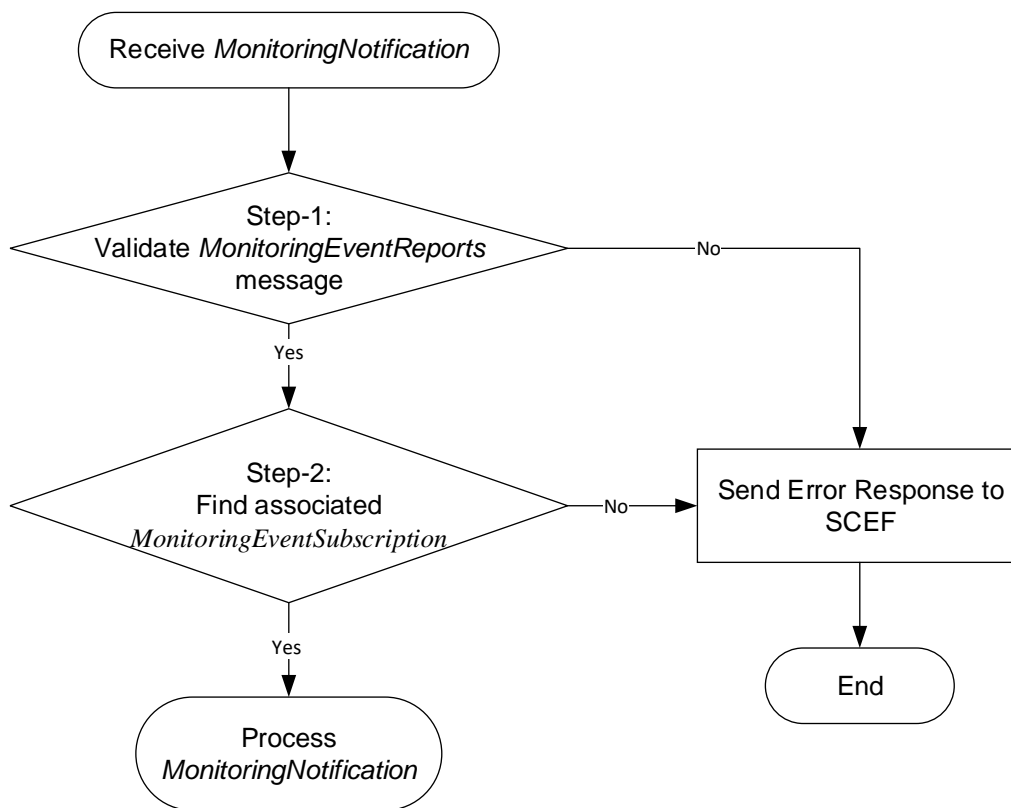 Receive MonitoringNotification
Step-1:
Validate MonitoringEventReports
message
No
Yes
Step-2:
Find associated
MonitoringEventSubscription
No
Send Error Response to
SCEF
Yes
End
Process
MonitoringNotification